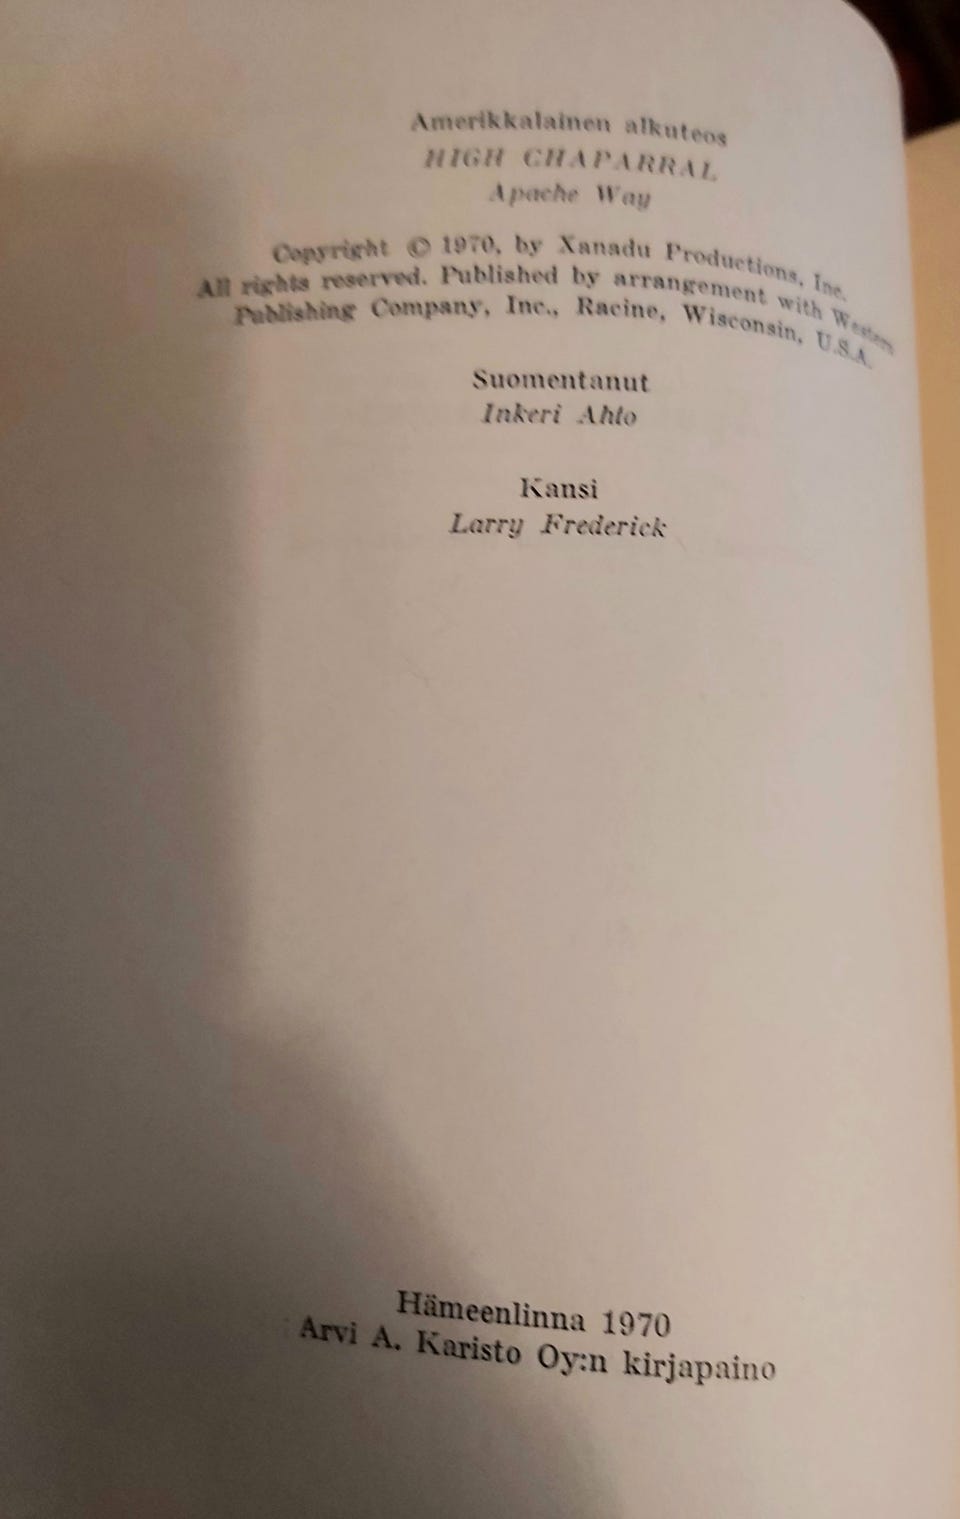 Amerikkalainen alkuteos
HIGH CHAPARRAL
Apache Way
Copyright © 1970, by Xanadu Productions, Inc.
All rights reserved. Published by arrangement with Western
Publishing Company, Inc., Racine, Wisconsin, U.S.A.
Suomentanut
Inkeri Ahto
Kansi
Larry Frederick
Hämeenlinna 1970
Arvi A. Karisto Oy:n kirjapaino